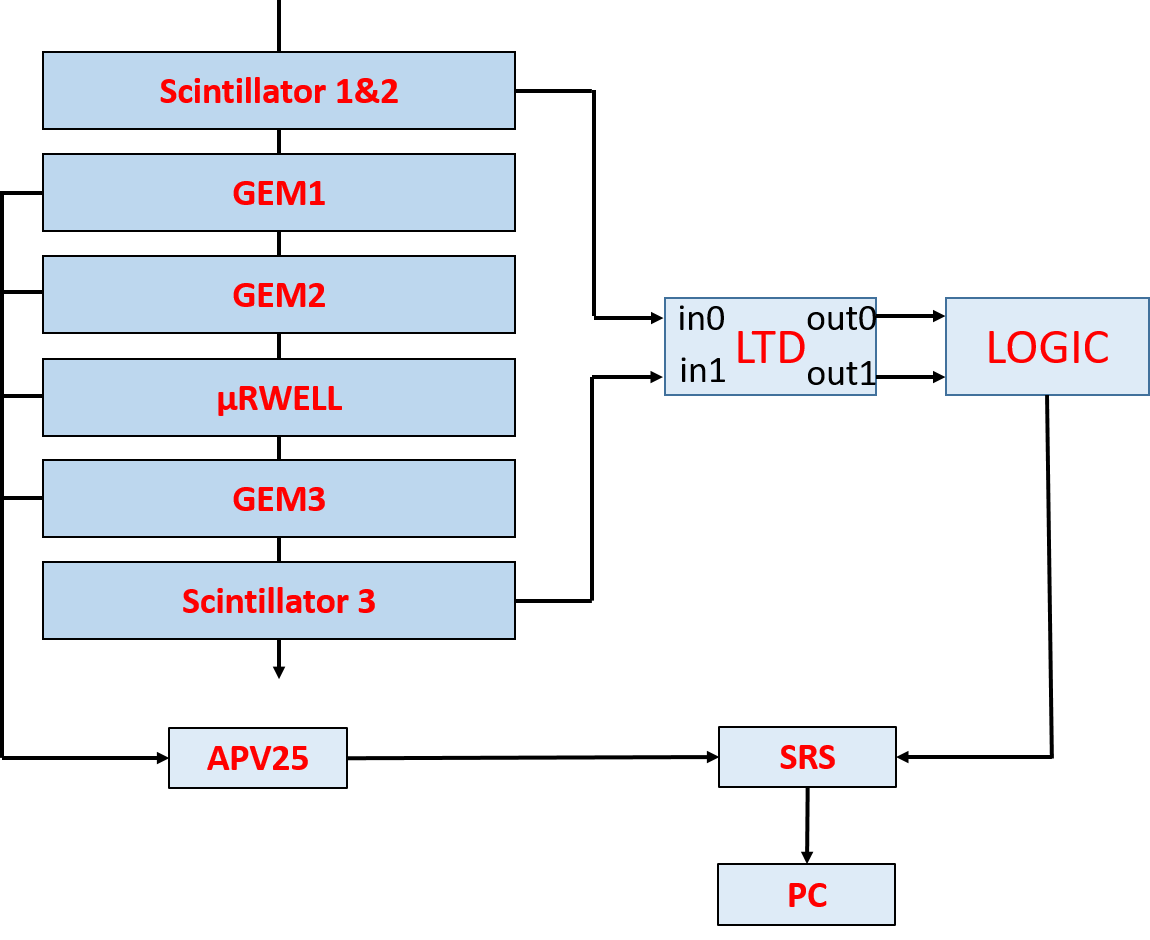 Scintillator 1&2
GEM1
GEM2
µRWELL
GEM3
Scintillator 3
in0
in1
LTD
out0
out1
LOGIC
APV25
SRS
PC